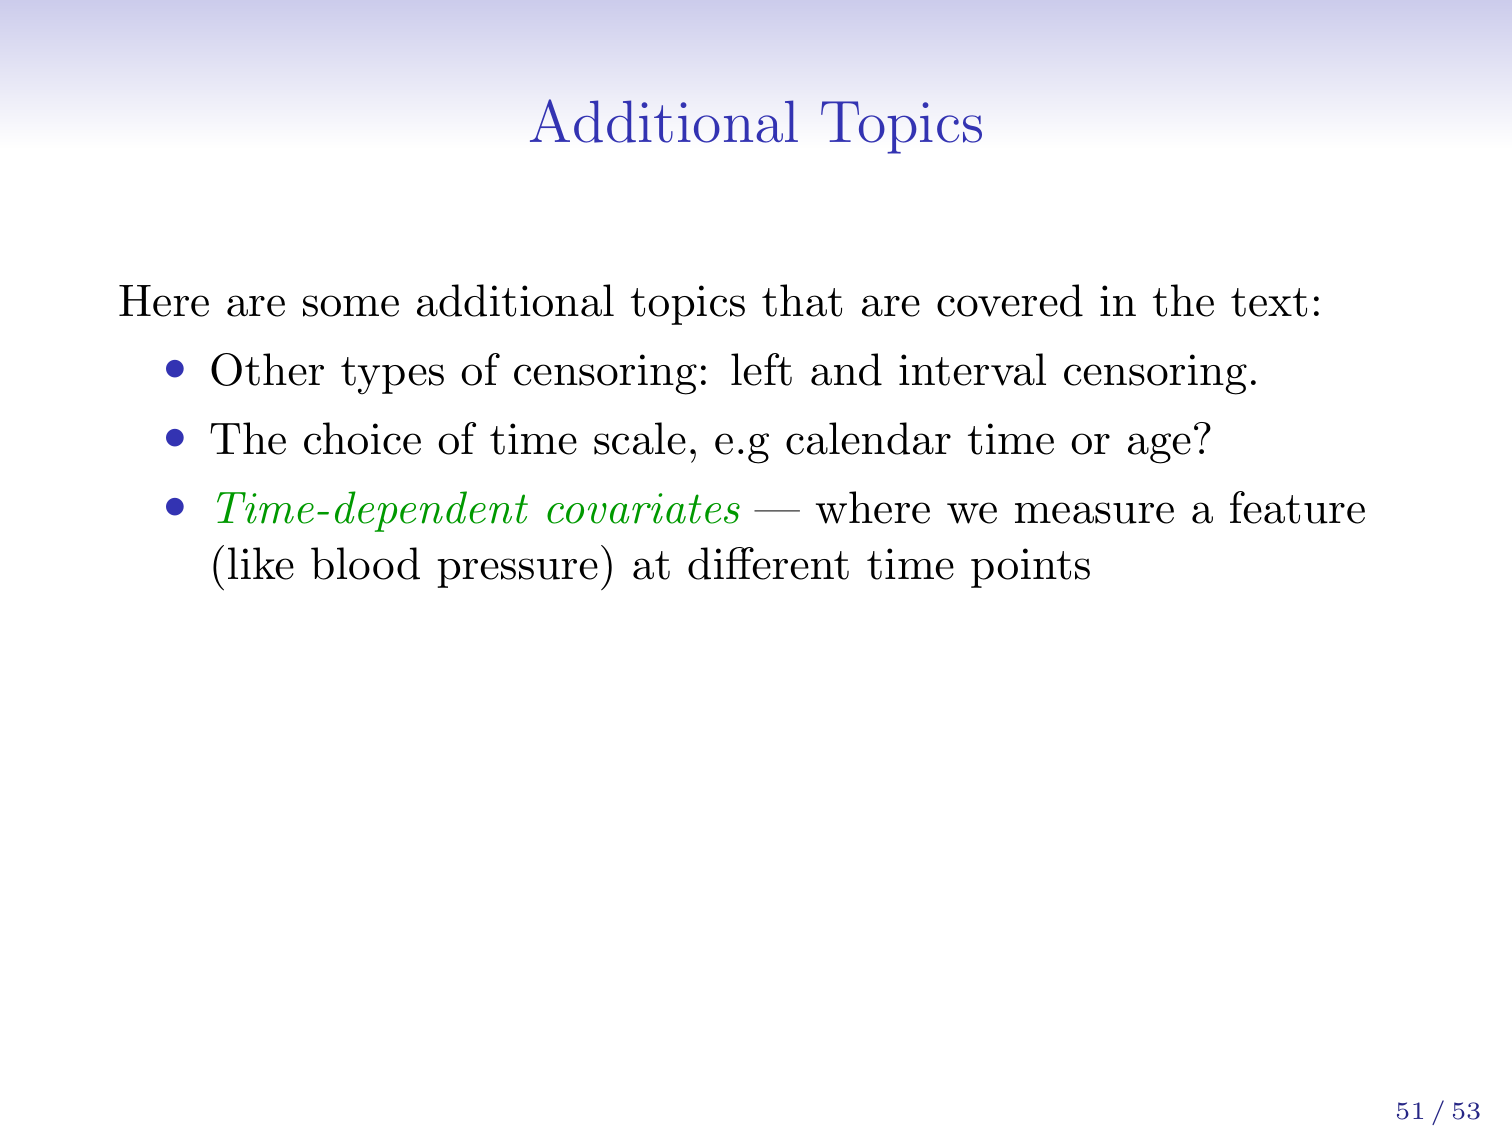 Additional Topics
Here are some additional topics that are covered in the text:
• Other types of censoring: left and interval censoring.
• The choice of time scale, e.g calendar time or age?
• Time-dependent covariates — where we measure a feature
(like blood pressure) at different time points
51 / 53